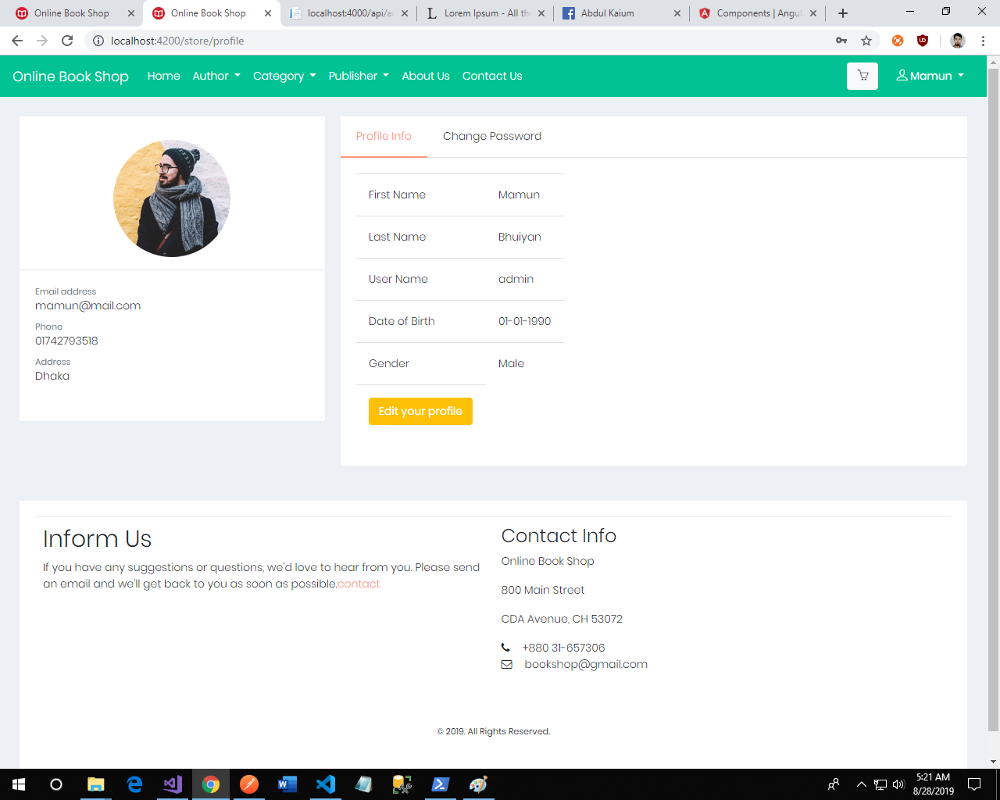 Online Book Shop
Online Book Shop
localhost:4000/api/a
Lorem Ipsum - All th
Abdul Kaium
Components | Angul
localhost:4200/store/profile
Online Book Shop Home Author Category Publisher About Us Contact Us Mamun
Profile Info Change Password
First Name Mamun
Last Name Bhuiyan
User Name admin
Date of Birth 01-01-1990
Gender Male
Edit your profile
Email address
mamun@mail.com
Phone
01742793518
Address
Dhaka
Inform Us
If you have any suggestions or questions, we'd love to hear from you. Please send
an email and we'll get back to you as soon as possible.contact
Contact Info
Online Book Shop
800 Main Street
CDA Avenue, CH 53072
+880 31-657306
bookshop@gmail.com
© 2019. All Rights Reserved.
5:21 AM
8/28/2019